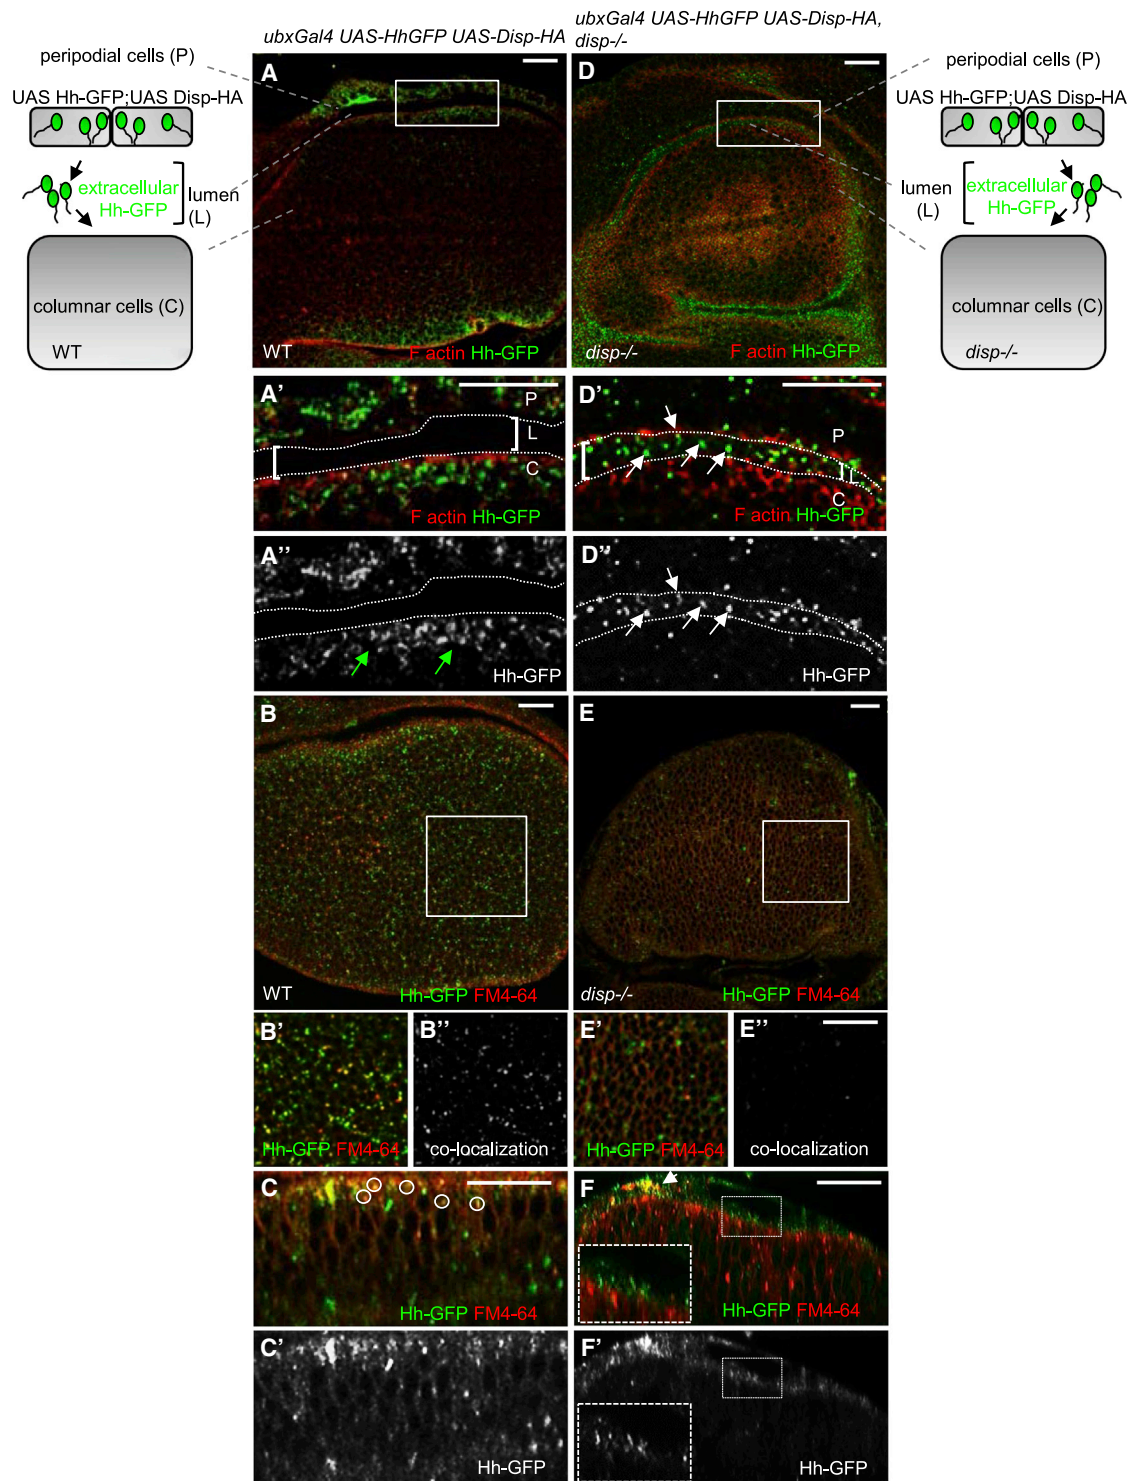 ubxGal4 UAS-HhGFP UAS-Disp-HA
ubxGal4 UAS-HhGFP UAS-Disp-HA,
disp-/-
peripodial cells (P)
UAS Hh-GFP;UAS Disp-HA
extracellular
Hh-GFP
lumen
(L)
columnar cells (C)
WT
A
WT
F actin Hh-GFP
D
disp-/-
F actin Hh-GFP
peripodial cells (P)
UAS Hh-GFP;UAS Disp-HA
lumen
(L)
extracellular
Hh-GFP
columnar cells (C)
disp-/-
A'
P
L
C
F actin Hh-GFP
D'
P
L
C
F actin Hh-GFP
A''
Hh-GFP
D''
Hh-GFP
B
WT
Hh-GFP FM4-64
E
disp-/-
Hh-GFP FM4-64
B'
Hh-GFP FM4-64
B''
co-localization
E'
Hh-GFP FM4-64
E''
co-localization
C
Hh-GFP FM4-64
F
Hh-GFP FM4-64
C'
Hh-GFP
F'
Hh-GFP